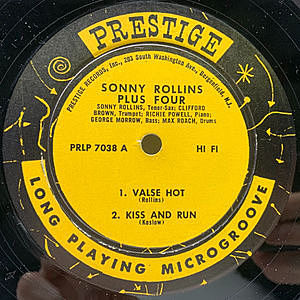 PRESTIGE
PRESTIGE RECORDS, Inc., 203 South Washington Ave., Bergenfield, N.J.
SONNY ROLLINS
PLUS FOUR
SONNY ROLLINS, Tenor-Sax; CLIFFORD
BROWN, Trumpet; RICHIE POWELL, Piano;
GEORGE MORROW, Bass; MAX ROACH, Drums
PRLP 7038 A HI FI
1. VALSE HOT
(Rollins)
2. KISS AND RUN
(Koslow)
LONG PLAYING MICROGROOVE